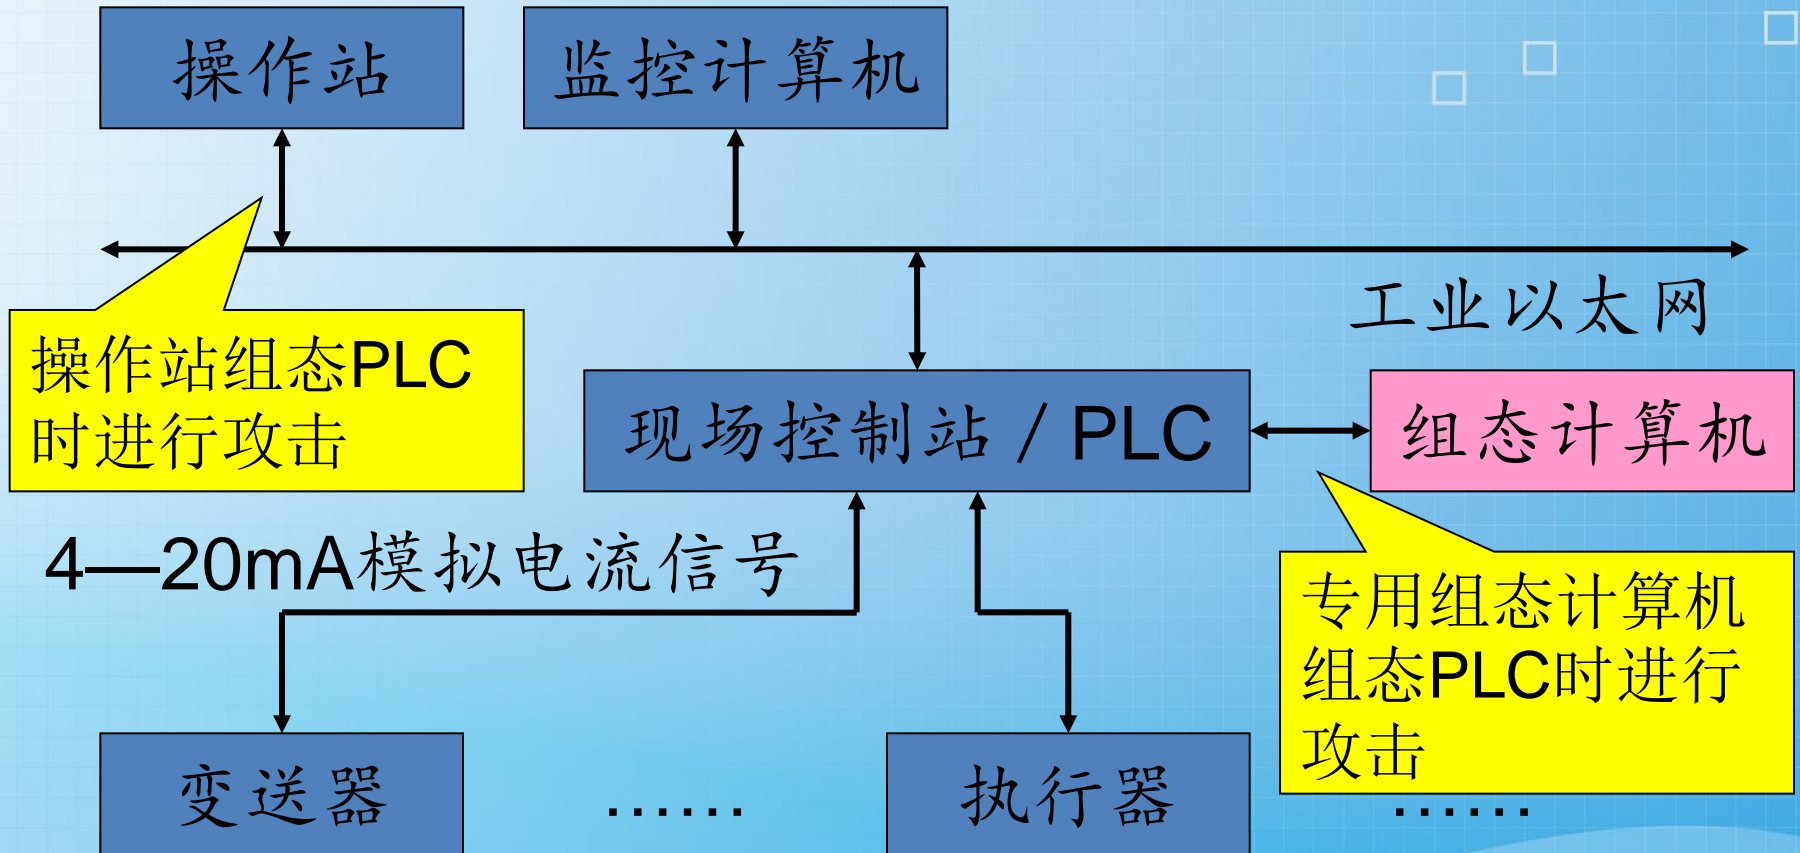 操作站
监控计算机
工业以太网
操作站组态PLC
时进行攻击
现场控制站／PLC
组态计算机
4—20mA模拟电流信号
专用组态计算机
组态PLC时进行
攻击
变送器
……
执行器
……